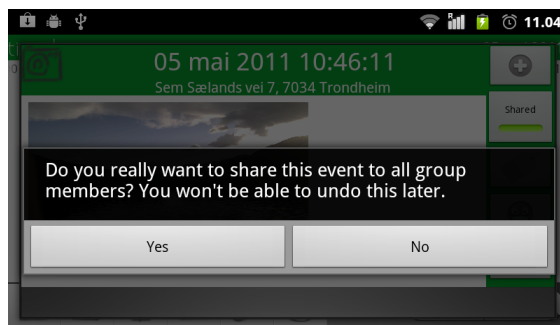 R
11.04
05 mai 2011 10:46:11
Sem Sælands vei 7, 7034 Trondheim
Shared
Do you really want to share this event to all group
members? You won't be able to undo this later.
Yes
No